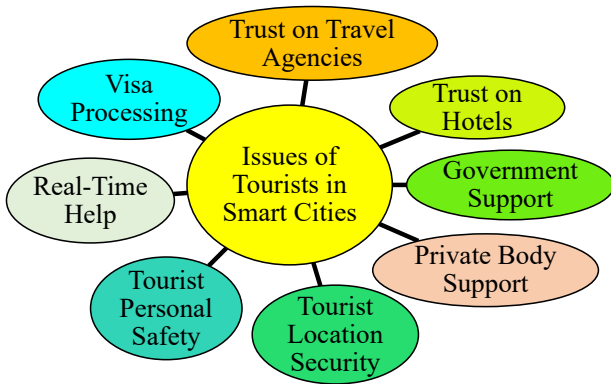 Trust on Travel
Agencies
Visa
Processing
Trust on
Hotels
Issues of
Tourists in
Smart Cities
Government
Support
Real-Time
Help
Private Body
Support
Tourist
Personal
Safety
Tourist
Location
Security